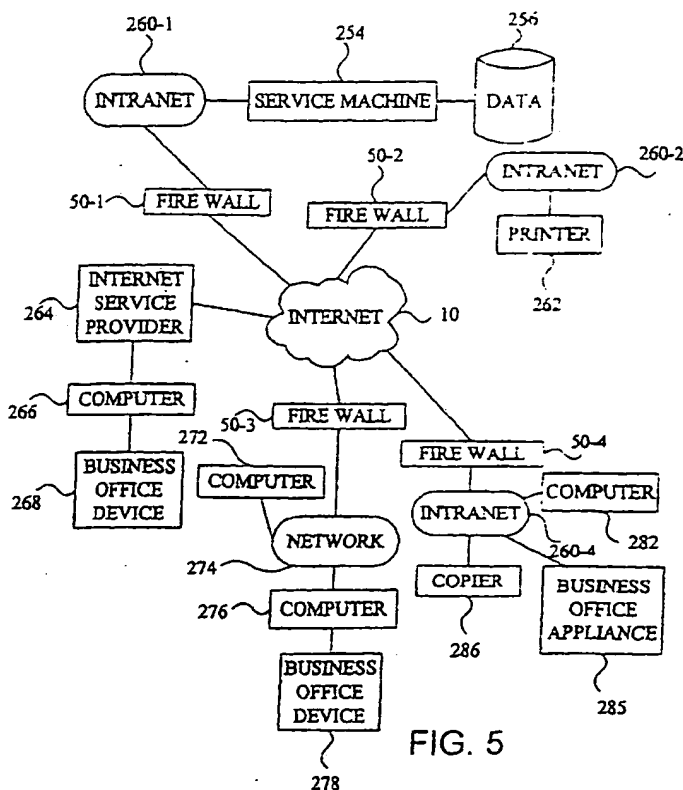 260-1
254
256
INTRANET
SERVICE MACHINE
DATA
50-2
INTRANET
260-2
50-1
FIRE WALL
FIRE WALL
PRINTER
262
INTERNET
SERVICE
PROVIDER
264
INTERNET
10
COMPUTER
266
50-3
FIRE WALL
272
FIRE WALL
50-4
BUSINESS
OFFICE
DEVICE
268
COMPUTER
COMPUTER
INTRANET
260-4
282
NETWORK
274
COPIER
286
BUSINESS
OFFICE
APPLIANCE
285
276
COMPUTER
BUSINESS
OFFICE
DEVICE
278
FIG. 5